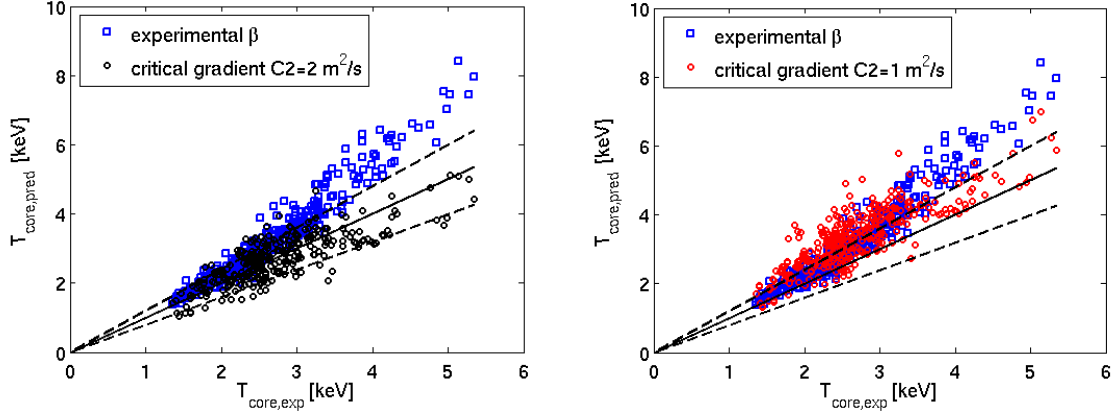 10
8
6
4
2
0
T_core,pred [keV]
experimental β
critical gradient C2=2 m²/s
0 1 2 3 4 5 6
T_core,exp [keV]
10
8
6
4
2
0
T_core,pred [keV]
experimental β
critical gradient C2=1 m²/s
0 1 2 3 4 5 6
T_core,exp [keV]